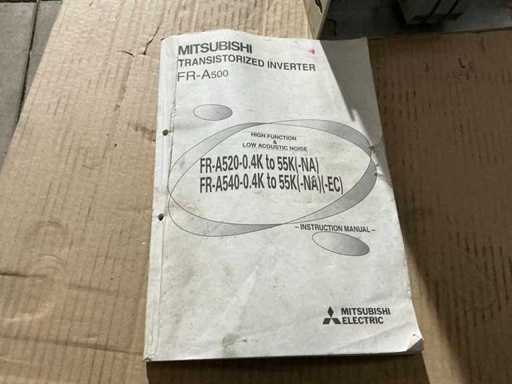 MITSUBISHI
TRANSISTORIZED INVERTER
FR-A500
HIGH FUNCTION
&
LOW ACOUSTIC NOISE
FR-A520-0.4K to 55K(-NA)
FR-A540-0.4K to 55K(-NA)(-EC)
– INSTRUCTION MANUAL –
MITSUBISHI
ELECTRIC